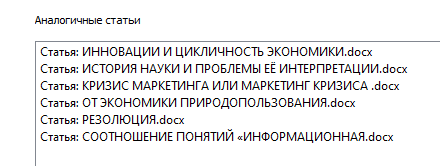 Аналогичные статьи
Статья: ИННОВАЦИИ И ЦИКЛИЧНОСТЬ ЭКОНОМИКИ.docx
Статья: ИСТОРИЯ НАУКИ И ПРОБЛЕМЫ ЕЁ ИНТЕРПРЕТАЦИИ.docx
Статья: КРИЗИС МАРКЕТИНГА ИЛИ МАРКЕТИНГ КРИЗИСА .docx
Статья: ОТ ЭКОНОМИКИ ПРИРОДОПОЛЬЗОВАНИЯ.docx
Статья: РЕЗОЛЮЦИЯ.docx
Статья: СООТНОШЕНИЕ ПОНЯТИЙ «ИНФОРМАЦИОННАЯ.docx